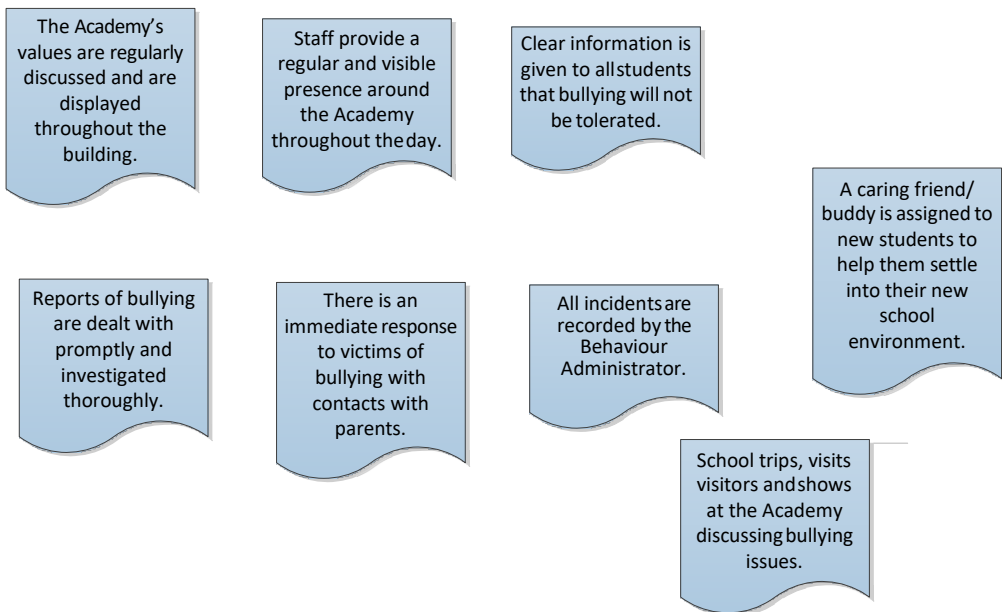 The Academy’s
values are regularly
discussed and are
displayed
throughout the
building.
Staff provide a
regular and visible
presence around
the Academy
throughout theday.
Clear information is
given to allstudents
that bullying will not
be tolerated.
A caring friend/
buddy is assigned to
new students to
help them settle
into their new
school
environment.
Reports of bullying
are dealt with
promptly and
investigated
thoroughly.
There is an
immediate response
to victims of
bullying with
contacts with
parents.
All incidents are
recorded by the
Behaviour
Administrator.
School trips, visits
visitors and shows
at the Academy
discussing bullying
issues.